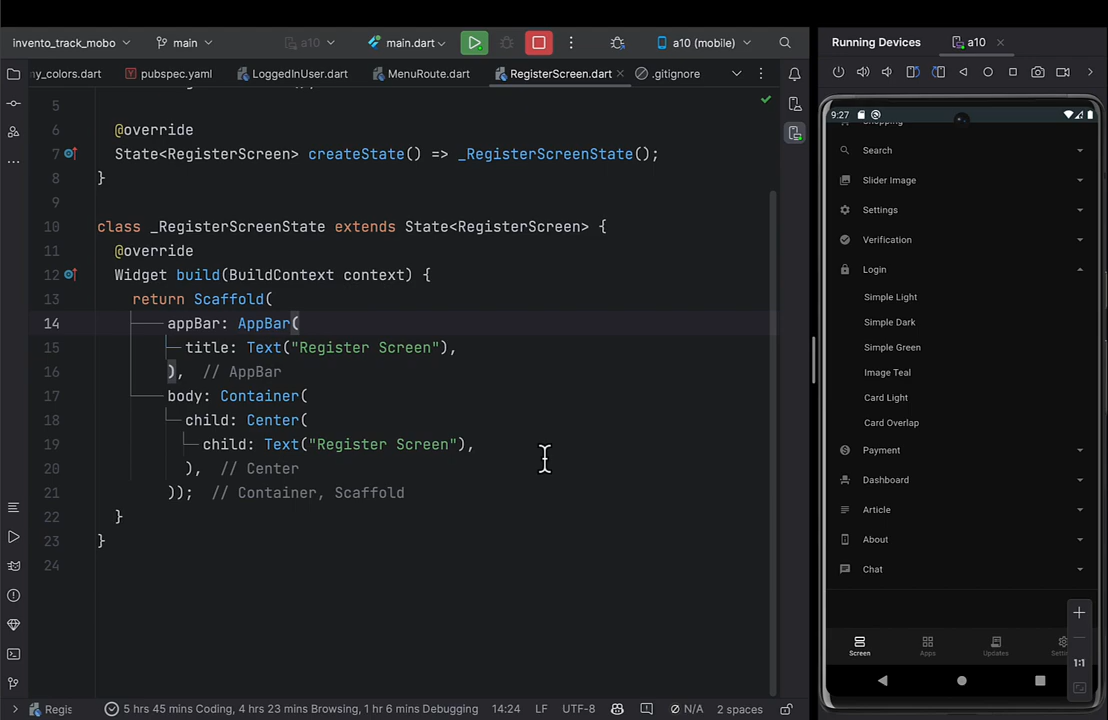 invento_track_mobo
main
a10
main.dart
a10 (mobile)
Running Devices
a10
my_colors.dart
pubspec.yaml
LoggedInUser.dart
MenuRoute.dart
RegisterScreen.dart
.gitignore
5
6 @override
7 State<RegisterScreen> createState() => _RegisterScreenState();
8 }
9
10 class _RegisterScreenState extends State<RegisterScreen> {
11 @override
12 Widget build(BuildContext context) {
13 return Scaffold(
14 appBar: AppBar(
15 title: Text("Register Screen"),
16 ), // AppBar
17 body: Container(
18 child: Center(
19 child: Text("Register Screen"),
20 ), // Center
21 )); // Container, Scaffold
22 }
23 }
24
9:27
Shopping
Search
Slider Image
Settings
Verification
Login
Simple Light
Simple Dark
Simple Green
Image Teal
Card Light
Card Overlap
Payment
Dashboard
Article
About
Chat
Screen
Apps
Updates
1:1
Regis
5 hrs 45 mins Coding, 4 hrs 23 mins Browsing, 1 hr 6 mins Debugging
14:24
LF
UTF-8
N/A
2 spaces